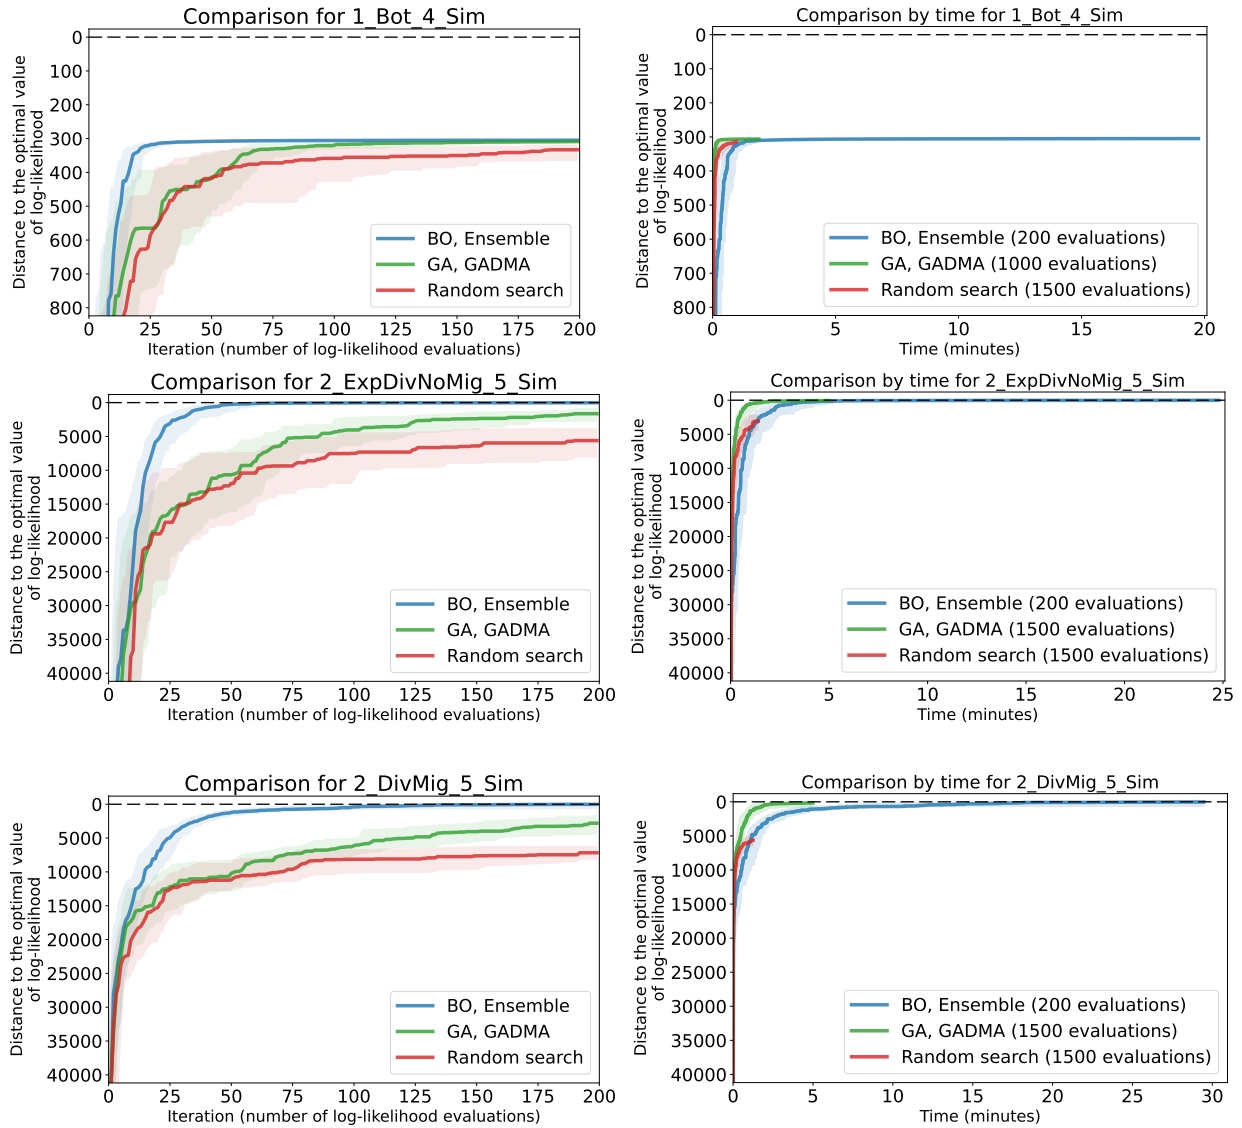 Comparison for 1_Bot_4_Sim
Distance to the optimal value
of log-likelihood
0
100
200
300
400
500
600
700
800
BO, Ensemble
GA, GADMA
Random search
0 25 50 75 100 125 150 175 200
Iteration (number of log-likelihood evaluations)
Comparison by time for 1_Bot_4_Sim
Distance to the optimal value
of log-likelihood
0
100
200
300
400
500
600
700
800
BO, Ensemble (200 evaluations)
GA, GADMA (1000 evaluations)
Random search (1500 evaluations)
0 5 10 15 20
Time (minutes)
Comparison for 2_ExpDivNoMig_5_Sim
Distance to the optimal value
of log-likelihood
0
5000
10000
15000
20000
25000
30000
35000
40000
BO, Ensemble
GA, GADMA
Random search
0 25 50 75 100 125 150 175 200
Iteration (number of log-likelihood evaluations)
Comparison by time for 2_ExpDivNoMig_5_Sim
Distance to the optimal value
of log-likelihood
0
5000
10000
15000
20000
25000
30000
35000
40000
BO, Ensemble (200 evaluations)
GA, GADMA (1500 evaluations)
Random search (1500 evaluations)
0 5 10 15 20 25
Time (minutes)
Comparison for 2_DivMig_5_Sim
Distance to the optimal value
of log-likelihood
0
5000
10000
15000
20000
25000
30000
35000
40000
BO, Ensemble
GA, GADMA
Random search
0 25 50 75 100 125 150 175 200
Iteration (number of log-likelihood evaluations)
Comparison by time for 2_DivMig_5_Sim
Distance to the optimal value
of log-likelihood
0
5000
10000
15000
20000
25000
30000
35000
40000
BO, Ensemble (200 evaluations)
GA, GADMA (1500 evaluations)
Random search (1500 evaluations)
0 5 10 15 20 25 30
Time (minutes)